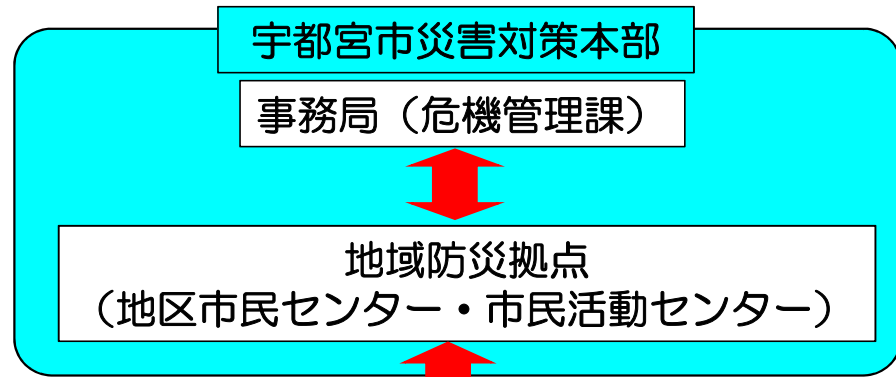 宇都宮市災害対策本部
事務局（危機管理課）
地域防災拠点
（地区市民センター・市民活動センター）